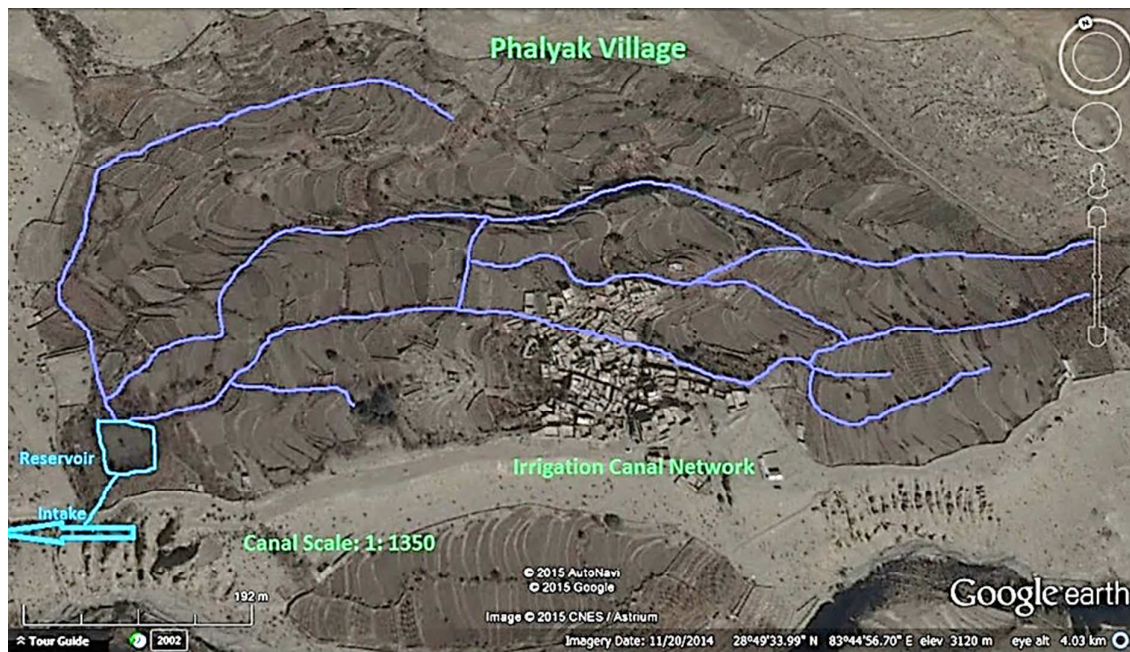 N
Phalyak Village
Reservoir
Irrigation Canal Network
Intake
Canal Scale: 1: 1350
© 2015 AutoNavi
© 2015 Google
192 m
Image © 2015 CNES / Astrium
Google earth
Tour Guide
2002
Imagery Date: 11/20/2014 28°49'33.99" N 83°44'56.70" E elev 3120 m eye alt 4.03 km